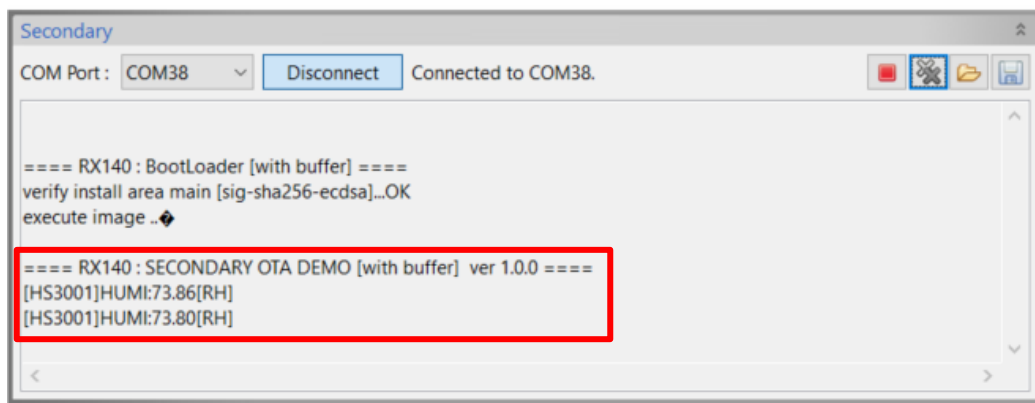 Secondary
COM Port : COM38 Disconnect Connected to COM38.
==== RX140 : BootLoader [with buffer] ====
verify install area main [sig-sha256-ecdsa]...OK
execute image ..�
==== RX140 : SECONDARY OTA DEMO [with buffer]  ver 1.0.0 ====
[HS3001]HUMI:73.86[RH]
[HS3001]HUMI:73.80[RH]